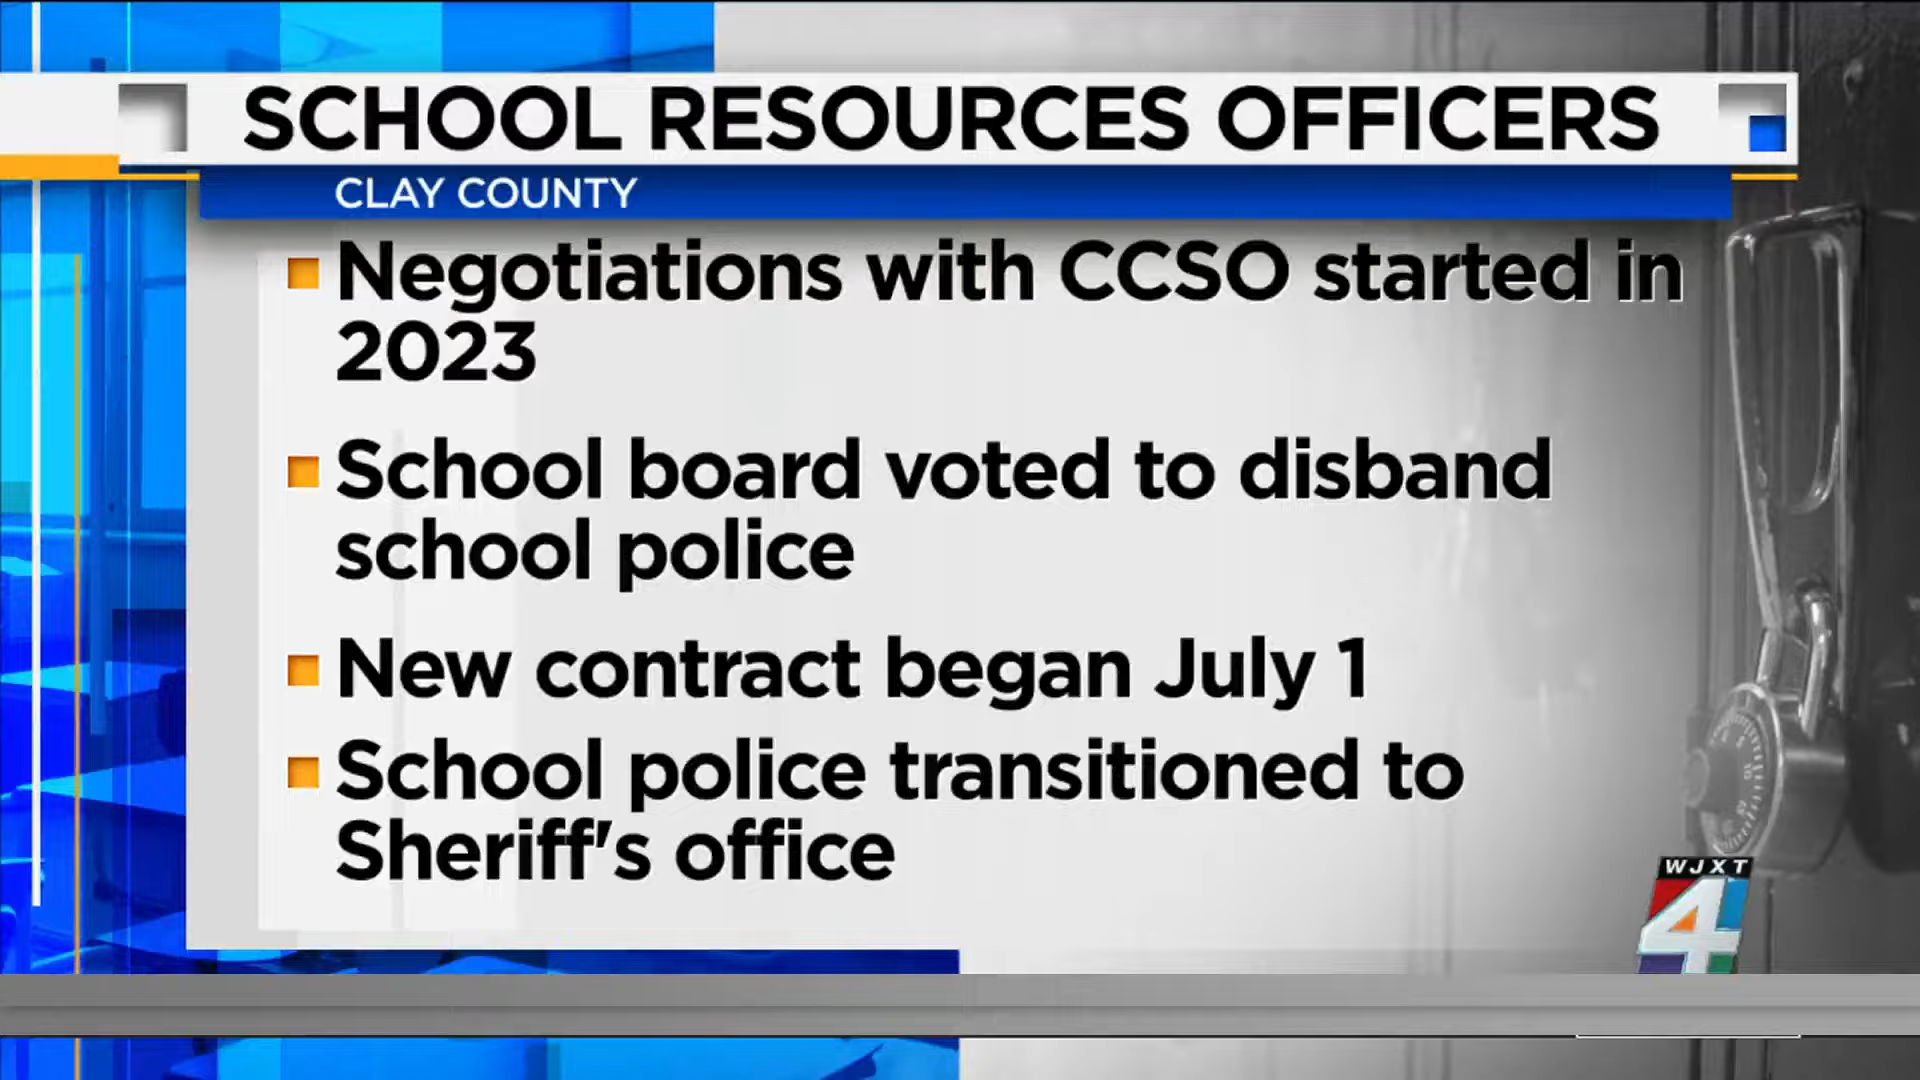 SCHOOL RESOURCES OFFICERS
CLAY COUNTY
Negotiations with CCSO started in
2023
School board voted to disband
school police
New contract began July 1
School police transitioned to
Sheriff's office
WJXT
4